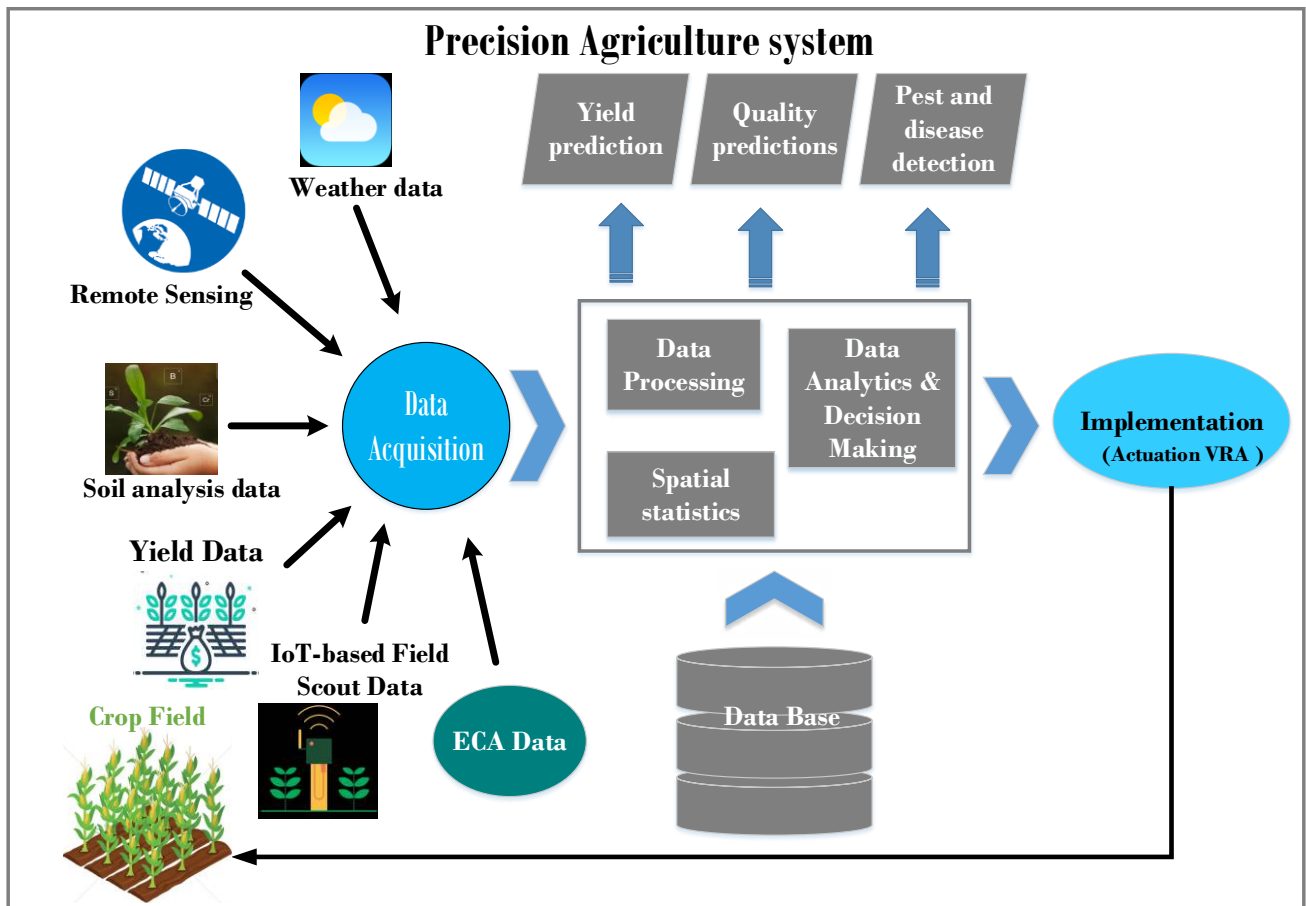 Precision Agriculture system
Weather data
Remote Sensing
Soil analysis data
B
S
Cr
Yield Data
$
IoT-based Field
Scout Data
ECA Data
Crop Field
Data
Acquisition
Yield
prediction
Quality
predictions
Pest and
disease
detection
Data
Processing
Data
Analytics &
Decision
Making
Spatial
statistics
Data Base
Implementation
(Actuation VRA )